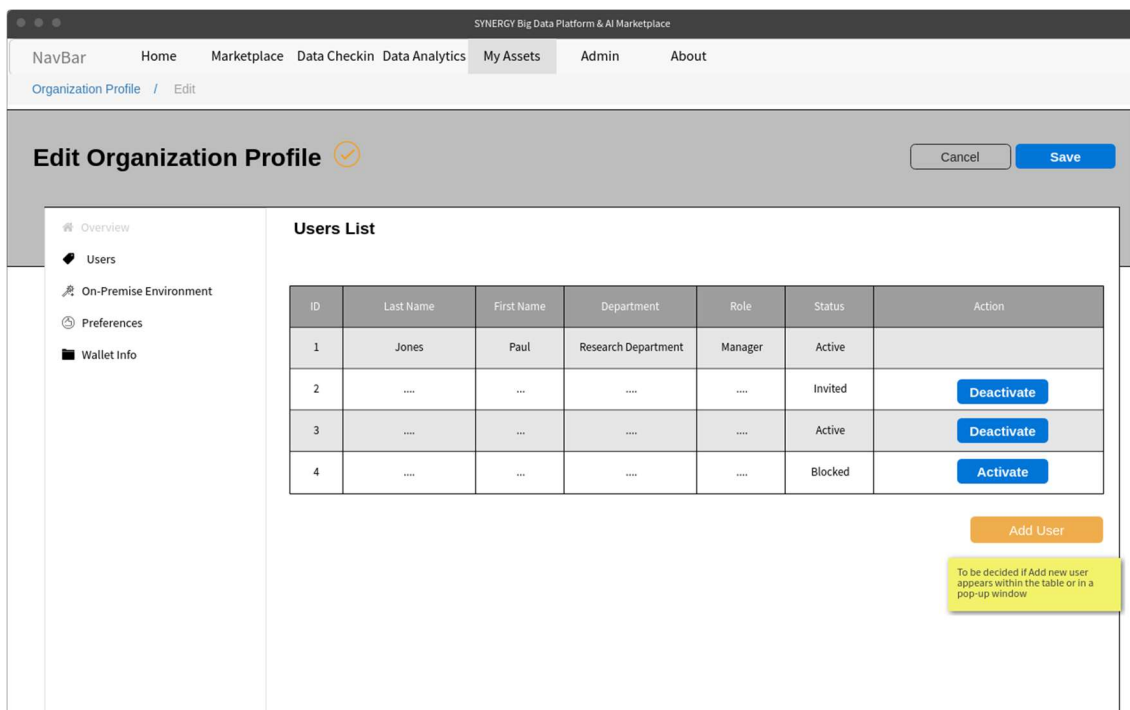 SYNERGY Big Data Platform & AI Marketplace
NavBar Home Marketplace Data Checkin Data Analytics My Assets Admin About
Organization Profile / Edit
Edit Organization Profile
Cancel Save
Overview
Users
On-Premise Environment
Preferences
Wallet Info
Users List
ID Last Name First Name Department Role Status Action
1 Jones Paul Research Department Manager Active
2 .... ... .... .... Invited Deactivate
3 .... ... .... .... Active Deactivate
4 .... ... .... .... Blocked Activate
Add User
To be decided if Add new user
appears within the table or in a
pop-up window